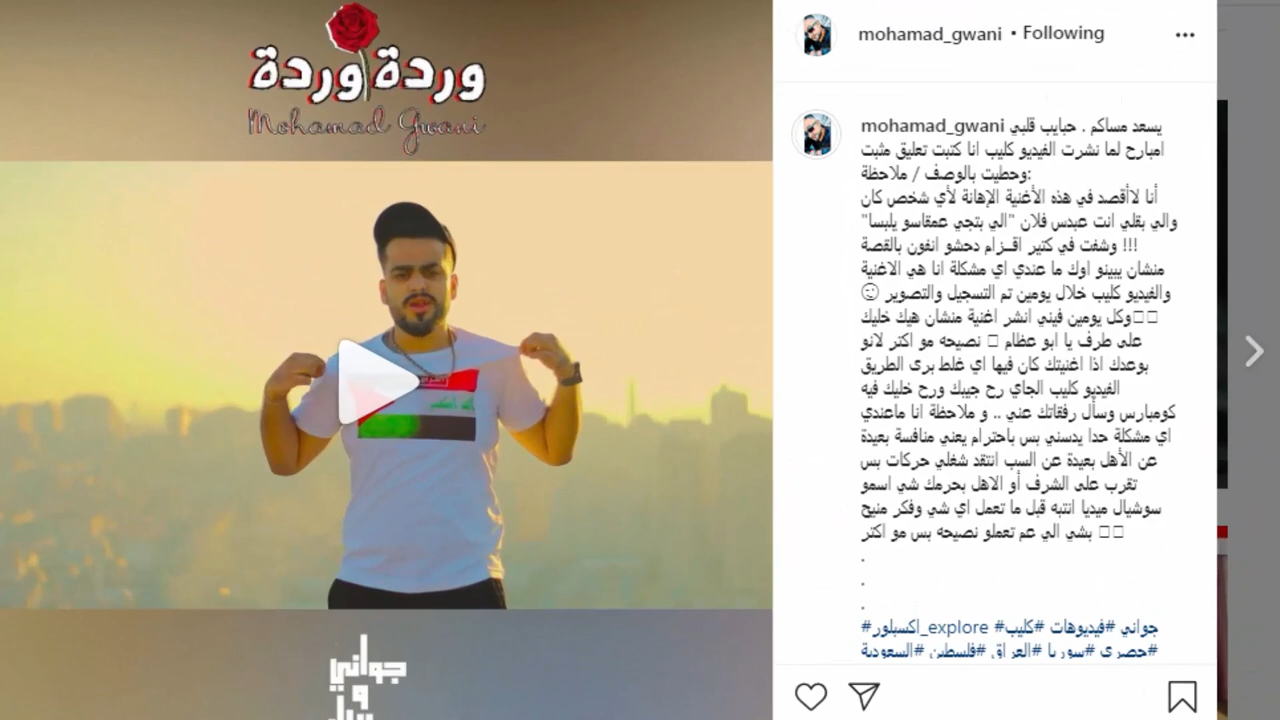 وردة وردة
Mohamad Gwani
mohamad_gwani • Following
mohamad_gwani يسعد مساكم . حبايب قلبي
امبارح لما نشرت الفيديو كليب انا كتبت تعليق مثبت
وحطيت بالوصف / ملاحظة:
أنا لاأقصد في هذه الأغنية الإهانة لأي شخص كان
والي بقلي انت عبدس فلان "الي بتجي عمقاسو يلبسا"
!!! وشفت في كتير اقـزام دحشو انفون بالقصة
منشان يبينو اوك ما عندي اي مشكلة انا هي الاغنية
والفيديو كليب خلال يومين تم التسجيل والتصوير
وكل يومين فيني انشر اغنية منشان هيك خليك
على طرف يا ابو عظام نصيحه مو اكتر لانو
بوعدك اذا اغنيتك كان فيها اي غلط برى الطريق
الفيديو كليب الجاي رح جيبك ورح خليك فيه
كومبارس وسأل رفقاتك عني .. و ملاحظة انا ماعندي
اي مشكلة حدا يدسني بس باحترام يعني منافسة بعيدة
عن الأهل بعيدة عن السب انتقد شغلي حركات بس
تقرب على الشرف أو الاهل بحرمك شي اسمو
سوشيال ميديا انتبه قبل ما تعمل اي شي وفكر منيح
بشي الي عم تعملو نصيحه بس مو اكتر
.
.
.
#اكسبلور_explore #جواني #فيديوهات #كليب
#حصري #سوريا #العراق #فلسطين #السعودية
جواني
و